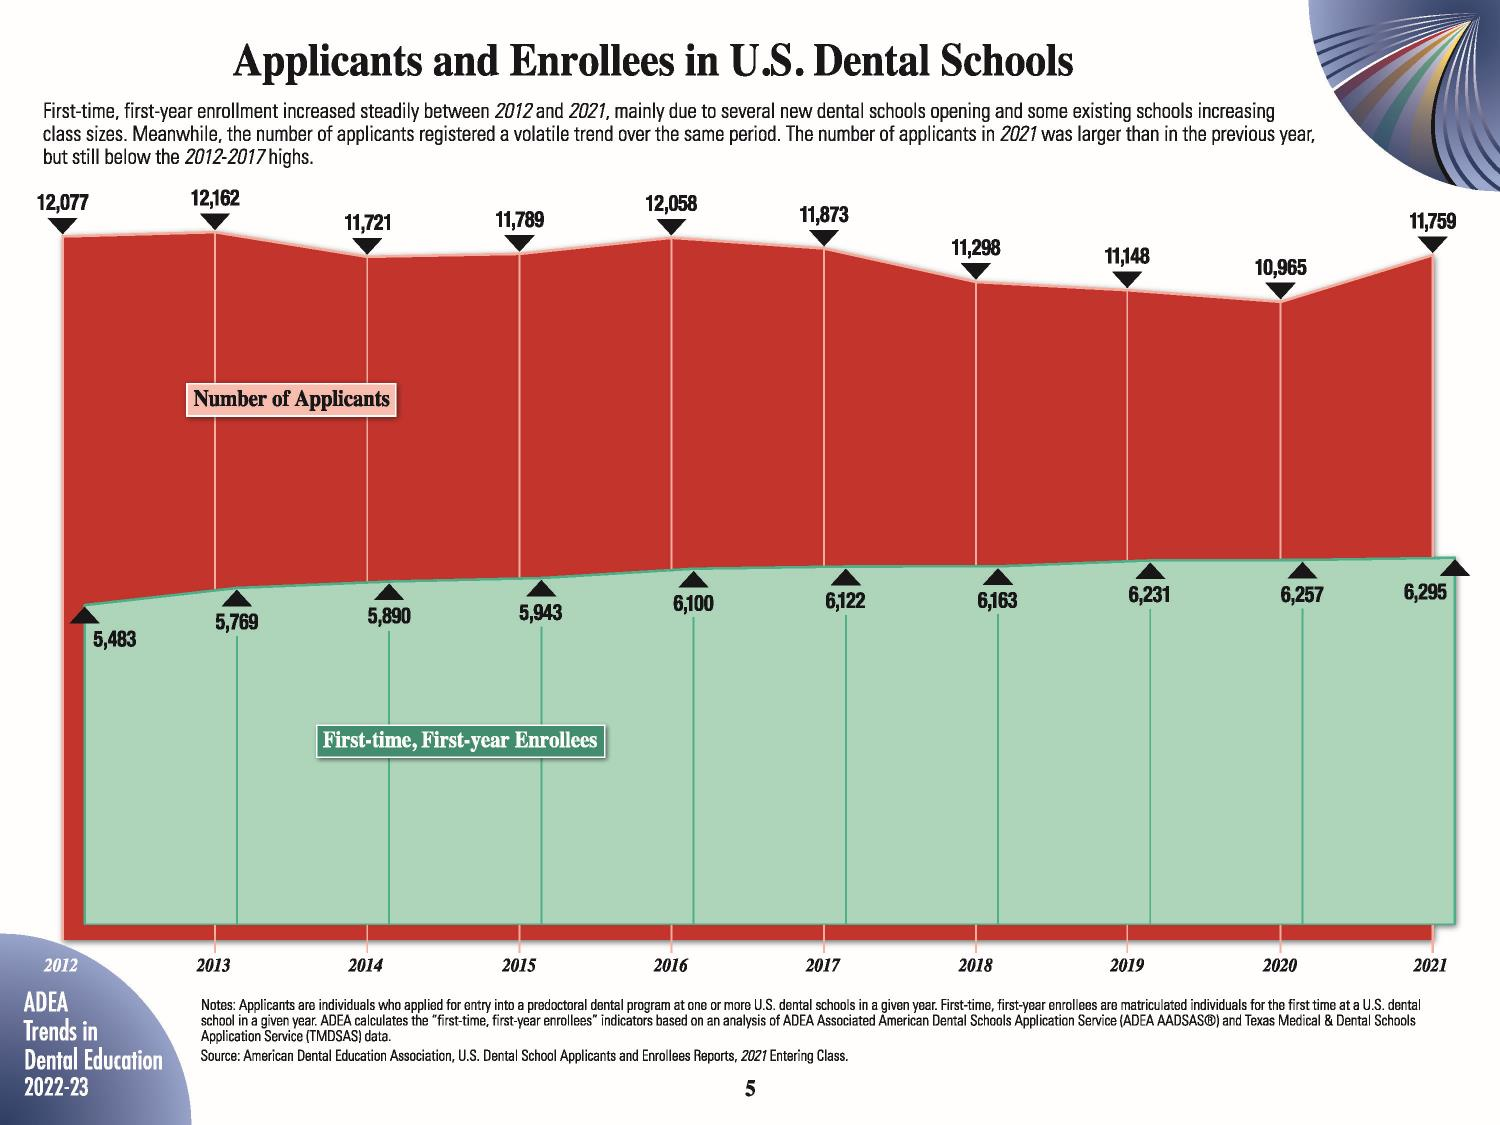 Applicants and Enrollees in U.S. Dental Schools
First-time, first-year enrollment increased steadily between 2012 and 2021, mainly due to several new dental schools opening and some existing schools increasing
class sizes. Meanwhile, the number of applicants registered a volatile trend over the same period. The number of applicants in 2021 was larger than in the previous year,
but still below the 2012-2017 highs.
12,077
12,162
11,721
11,789
12,058
11,873
11,298
11,148
10,965
11,759
Number of Applicants
5,483
5,769
5,890
5,943
6,100
6,122
6,163
6,231
6,257
6,295
First-time, First-year Enrollees
2012
2013
2014
2015
2016
2017
2018
2019
2020
2021
ADEA
Trends in
Dental Education
2022-23
Notes: Applicants are individuals who applied for entry into a predoctoral dental program at one or more U.S. dental schools in a given year. First-time, first-year enrollees are matriculated individuals for the first time at a U.S. dental
school in a given year. ADEA calculates the "first-time, first-year enrollees" indicators based on an analysis of ADEA Associated American Dental Schools Application Service (ADEA AADSAS®) and Texas Medical & Dental Schools
Application Service (TMDSAS) data.
Source: American Dental Education Association, U.S. Dental School Applicants and Enrollees Reports, 2021 Entering Class.
5